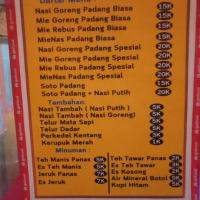 Daftar Menu
Nasi Goreng Padang Biasa 15K
Mie Goreng Padang Biasa 15K
Mie Rebus Padang Biasa 15K
MieNas Padang Biasa 15K
Nasi Goreng Padang Spesial 20K
Mie Goreng Padang Spesial 20K
Mie Rebus Padang Spesial 20K
MieNas Padang Spesial 20K
Soto Padang 15K
Soto Padang + Nasi Putih 20K
Tambahan:
Nasi Tambah ( Nasi Putih ) 5K
Nasi Tambah ( Nasi Goreng)
Telur Mata Sapi 5K
Telur Dadar
Perkedel Kentang 3K
Kerupuk Merah 1K
Minuman :
Teh Manis Panas 5K
Es Teh Manis 5K
Jeruk Panas 7K
Es Jeruk 7K
Teh Tawar Panas 2K
Es Teh Tawar
Es Kosong
Air Mineral Botol 5K
Kopi Hitam 5K